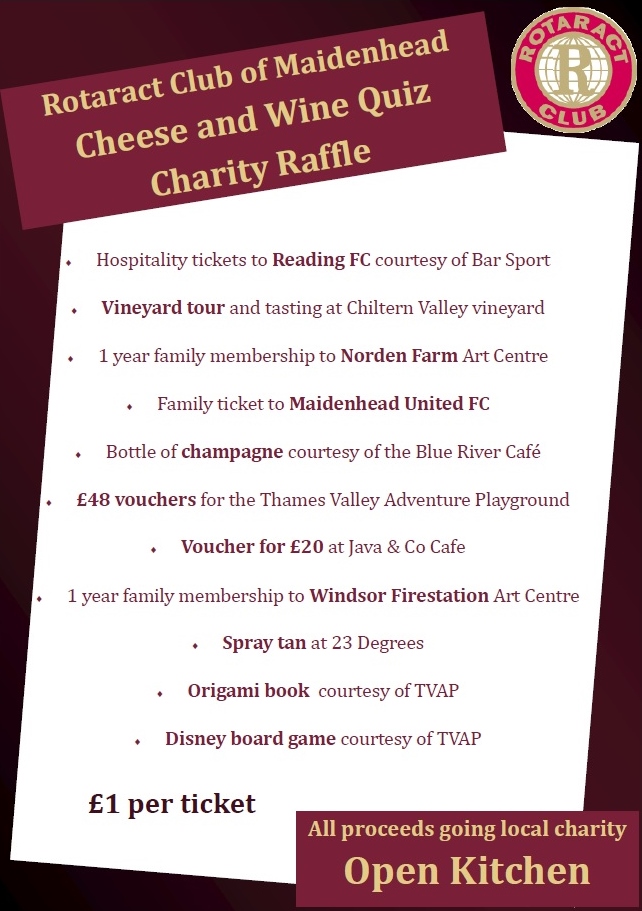 Rotaract Club of Maidenhead
Cheese and Wine Quiz
Charity Raffle
ROTARACT
R
CLUB
⬧ Hospitality tickets to Reading FC courtesy of Bar Sport
⬧ Vineyard tour and tasting at Chiltern Valley vineyard
⬧ 1 year family membership to Norden Farm Art Centre
⬧ Family ticket to Maidenhead United FC
⬧ Bottle of champagne courtesy of the Blue River Café
⬧ £48 vouchers for the Thames Valley Adventure Playground
⬧ Voucher for £20 at Java & Co Cafe
⬧ 1 year family membership to Windsor Firestation Art Centre
⬧ Spray tan at 23 Degrees
⬧ Origami book courtesy of TVAP
⬧ Disney board game courtesy of TVAP
£1 per ticket
All proceeds going local charity
Open Kitchen